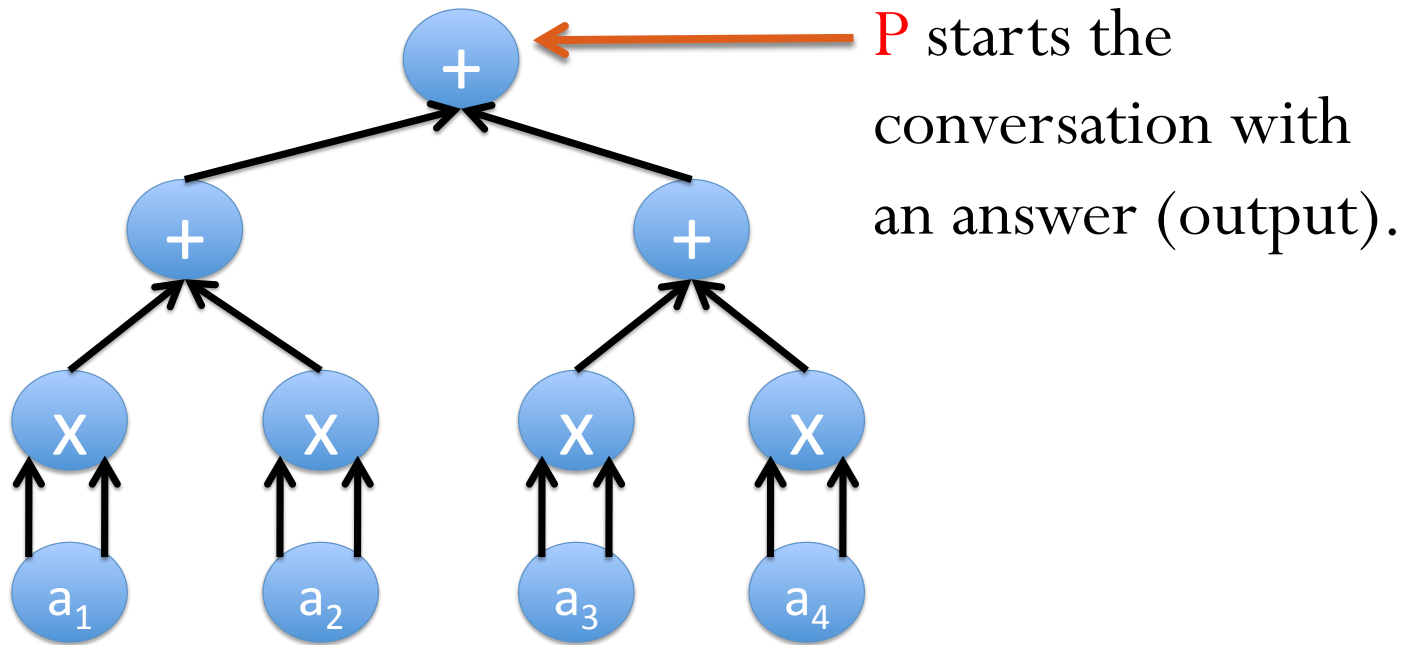 +
P starts the
conversation with
an answer (output).
+ +
x x x x
a₁ a₂ a₃ a₄